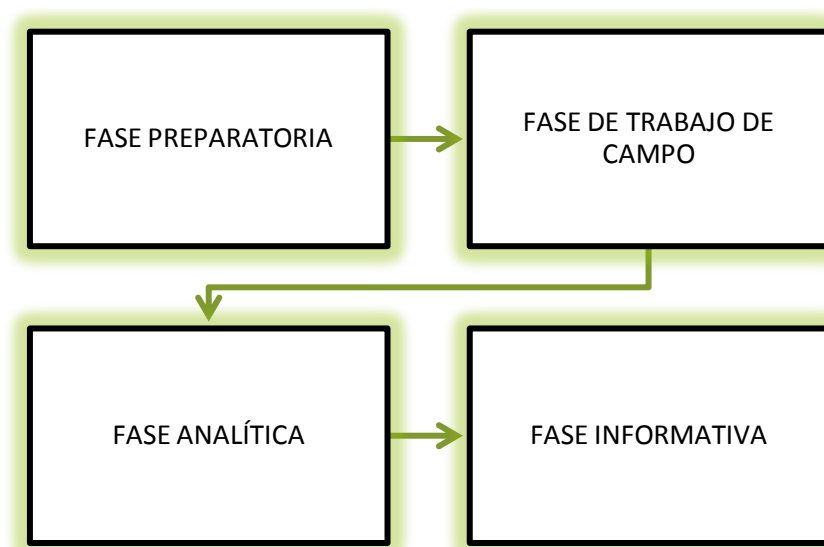 FASE PREPARATORIA
FASE DE TRABAJO DE
CAMPO
FASE ANALÍTICA
FASE INFORMATIVA